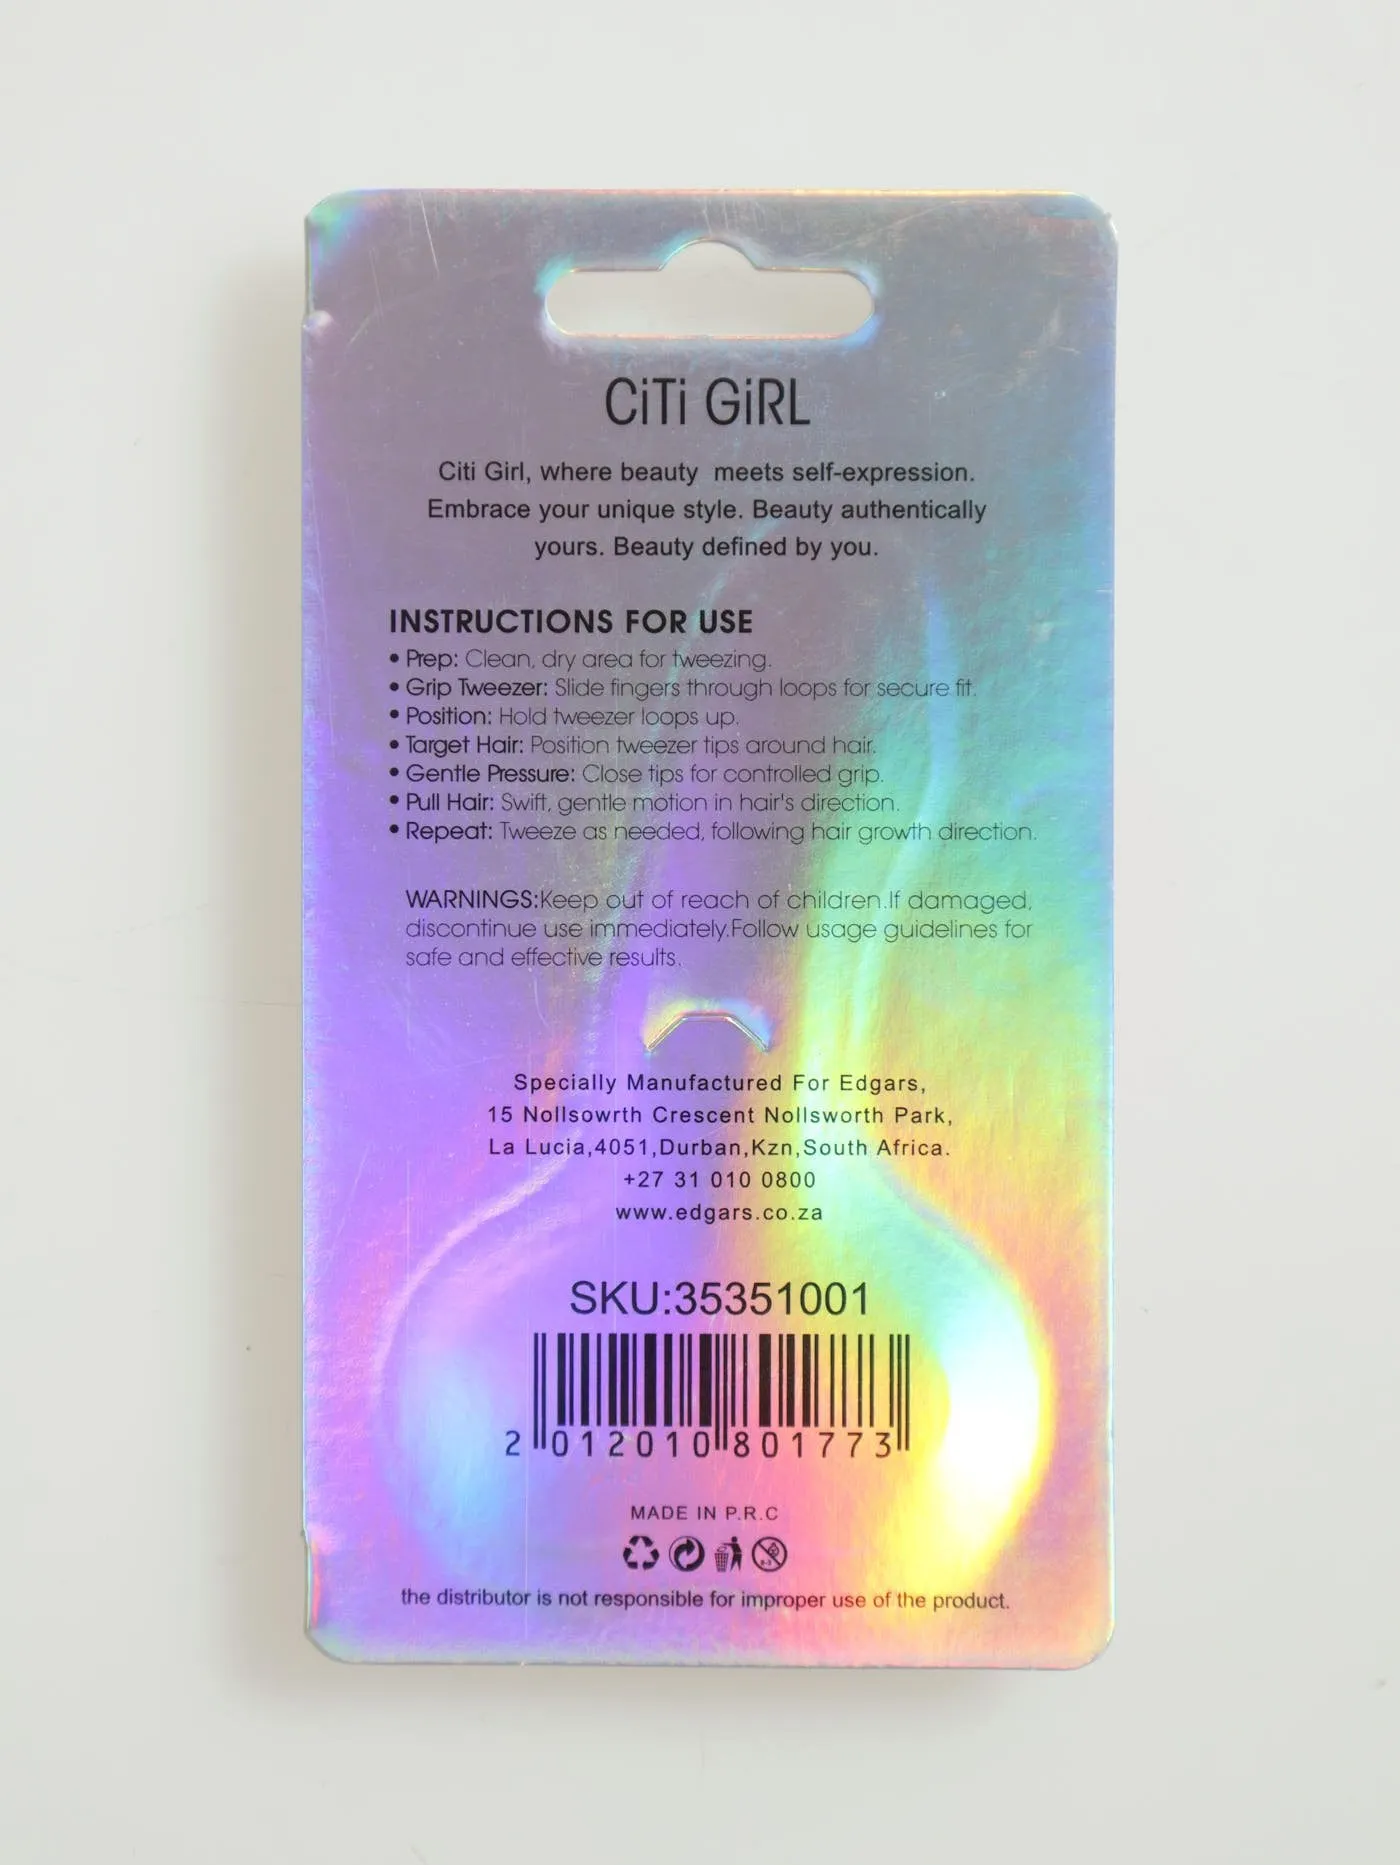 CiTi GiRL
Citi Girl, where beauty meets self-expression.
Embrace your unique style. Beauty authentically
yours. Beauty defined by you.
INSTRUCTIONS FOR USE
• Prep: Clean, dry area for tweezing.
• Grip Tweezer: Slide fingers through loops for secure fit.
• Position: Hold tweezer loops up.
• Target Hair: Position tweezer tips around hair.
• Gentle Pressure: Close tips for controlled grip.
• Pull Hair: Swift, gentle motion in hair's direction.
• Repeat: Tweeze as needed, following hair growth direction.
WARNINGS:Keep out of reach of children.If damaged,
discontinue use immediately.Follow usage guidelines for
safe and effective results.
Specially Manufactured For Edgars,
15 Nollsowrth Crescent Nollsworth Park,
La Lucia,4051,Durban,Kzn,South Africa.
+27 31 010 0800
www.edgars.co.za
SKU:35351001
2 012010 801773
MADE IN P.R.C
0-3
the distributor is not responsible for improper use of the product.